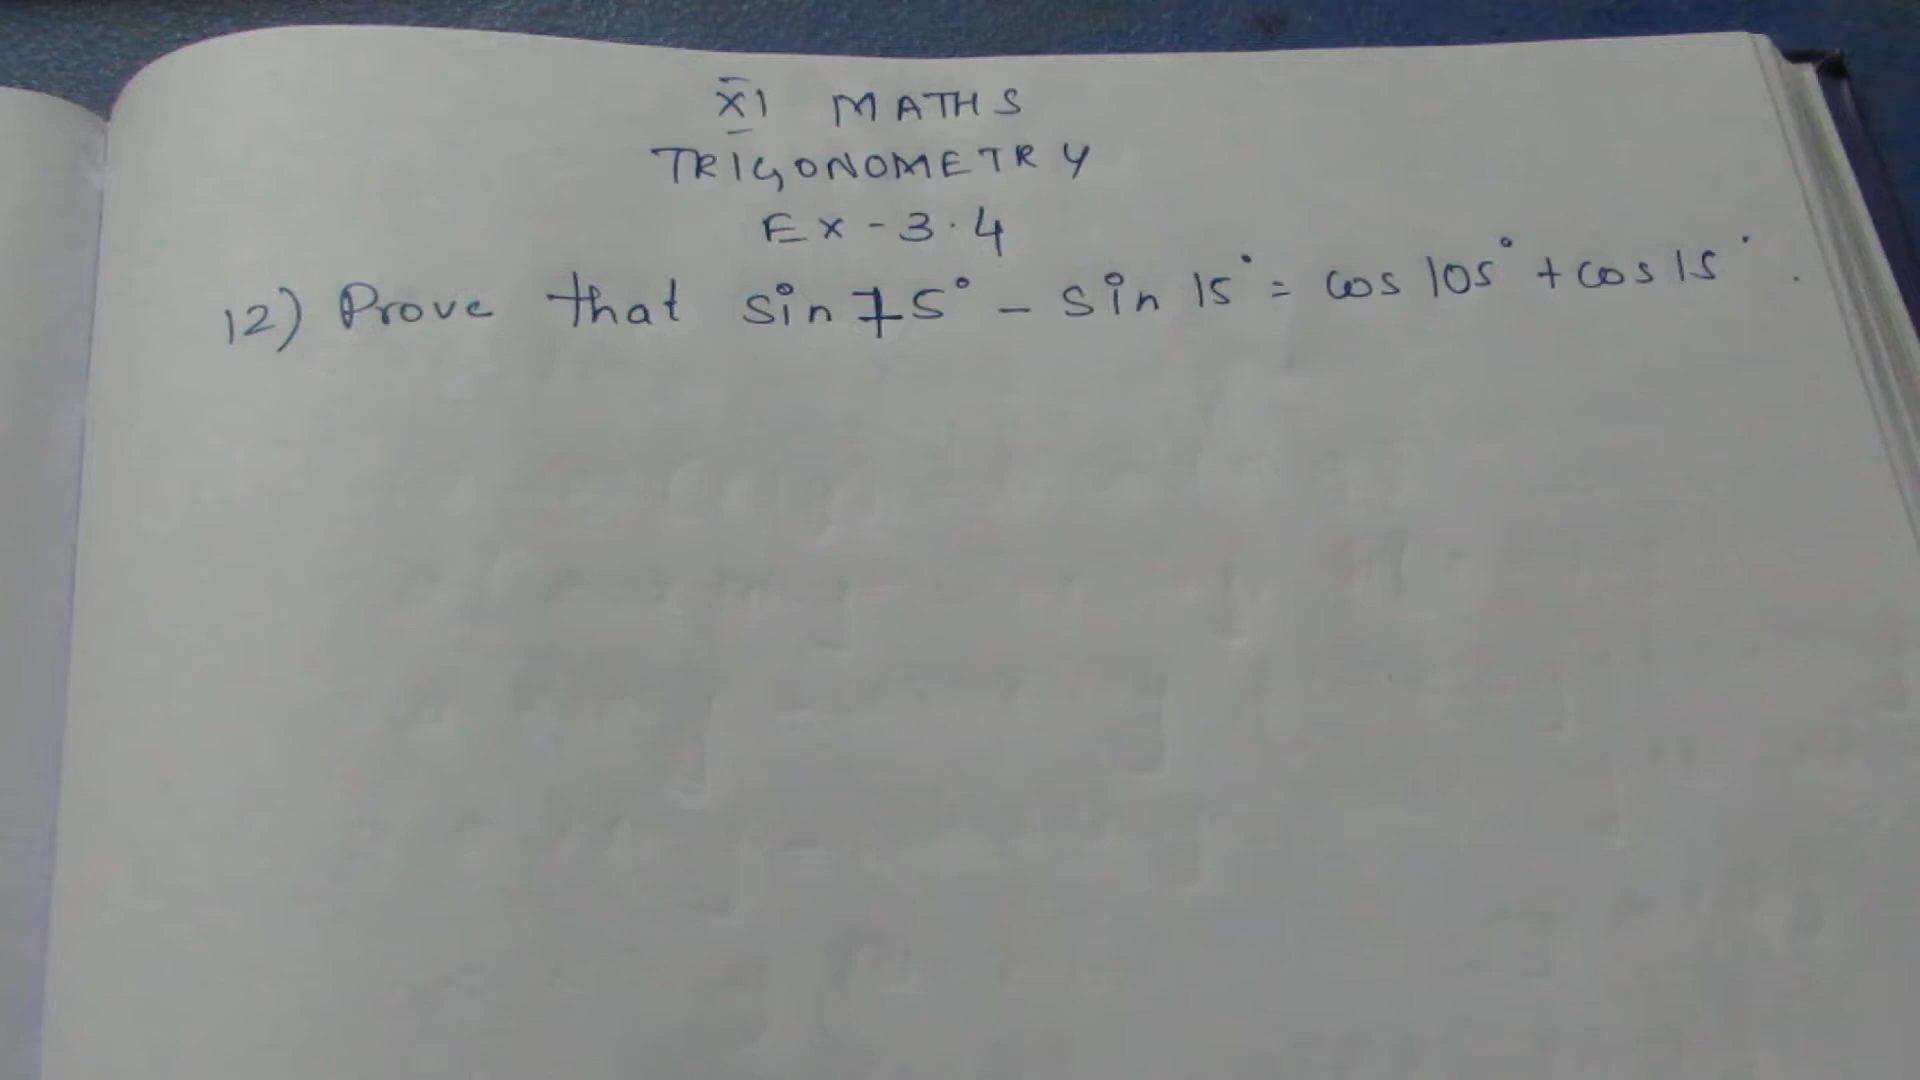 XI MATHS
TRIGONOMETRY
EX - 3.4
12) Prove that sin 75° - sin 15° = cos 105° + cos 15°.